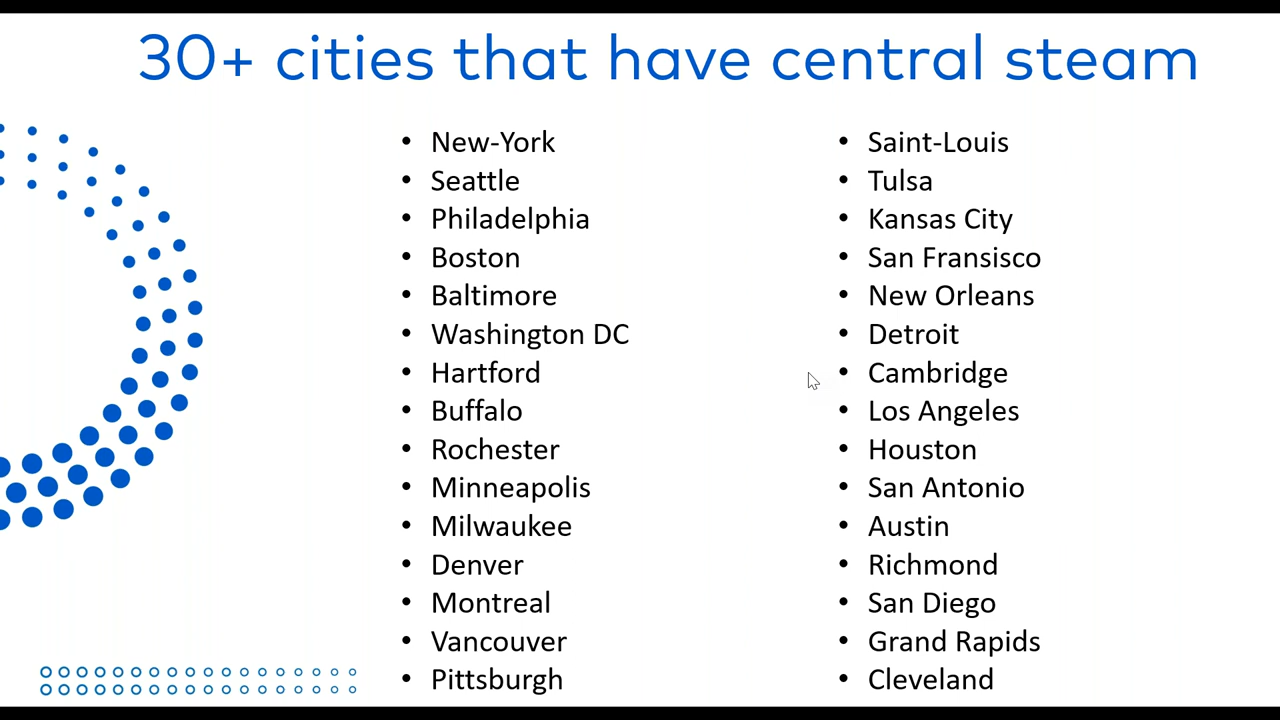 30+ cities that have central steam
• New-York
• Seattle
• Philadelphia
• Boston
• Baltimore
• Washington DC
• Hartford
• Buffalo
• Rochester
• Minneapolis
• Milwaukee
• Denver
• Montreal
• Vancouver
• Pittsburgh
• Saint-Louis
• Tulsa
• Kansas City
• San Fransisco
• New Orleans
• Detroit
• Cambridge
• Los Angeles
• Houston
• San Antonio
• Austin
• Richmond
• San Diego
• Grand Rapids
• Cleveland